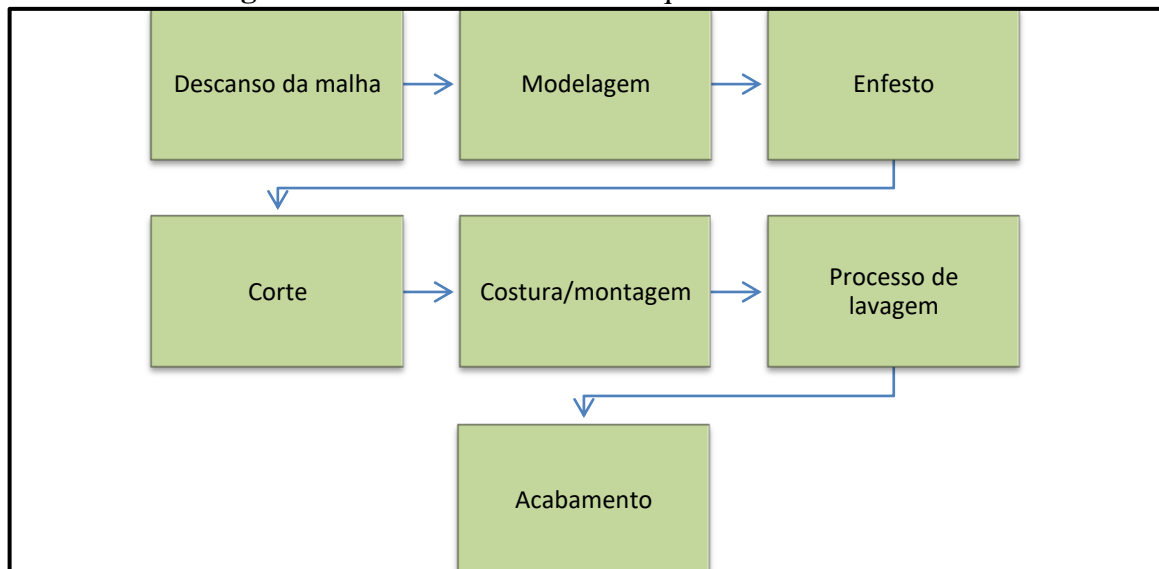 Descanso da malha
Modelagem
Enfesto
Corte
Costura/montagem
Processo de
lavagem
Acabamento